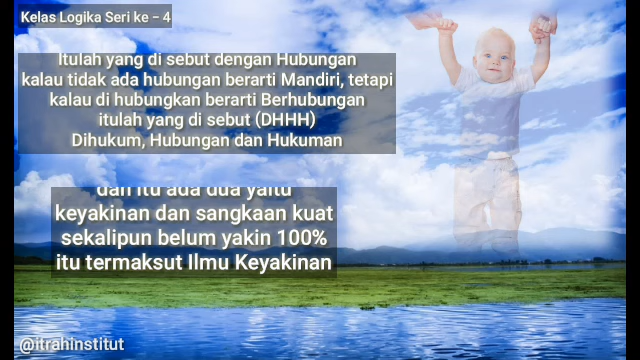 Kelas Logika Seri ke - 4
Itulah yang di sebut dengan Hubungan
kalau tidak ada hubungan berarti Mandiri, tetapi
kalau di hubungkan berarti Berhubungan
itulah yang di sebut (DHHH)
Dihukum, Hubungan dan Hukuman
dan itu ada dua yaitu
keyakinan dan sangkaan kuat
sekalipun belum yakin 100%
itu termaksut Ilmu Keyakinan
@itrahinstitut